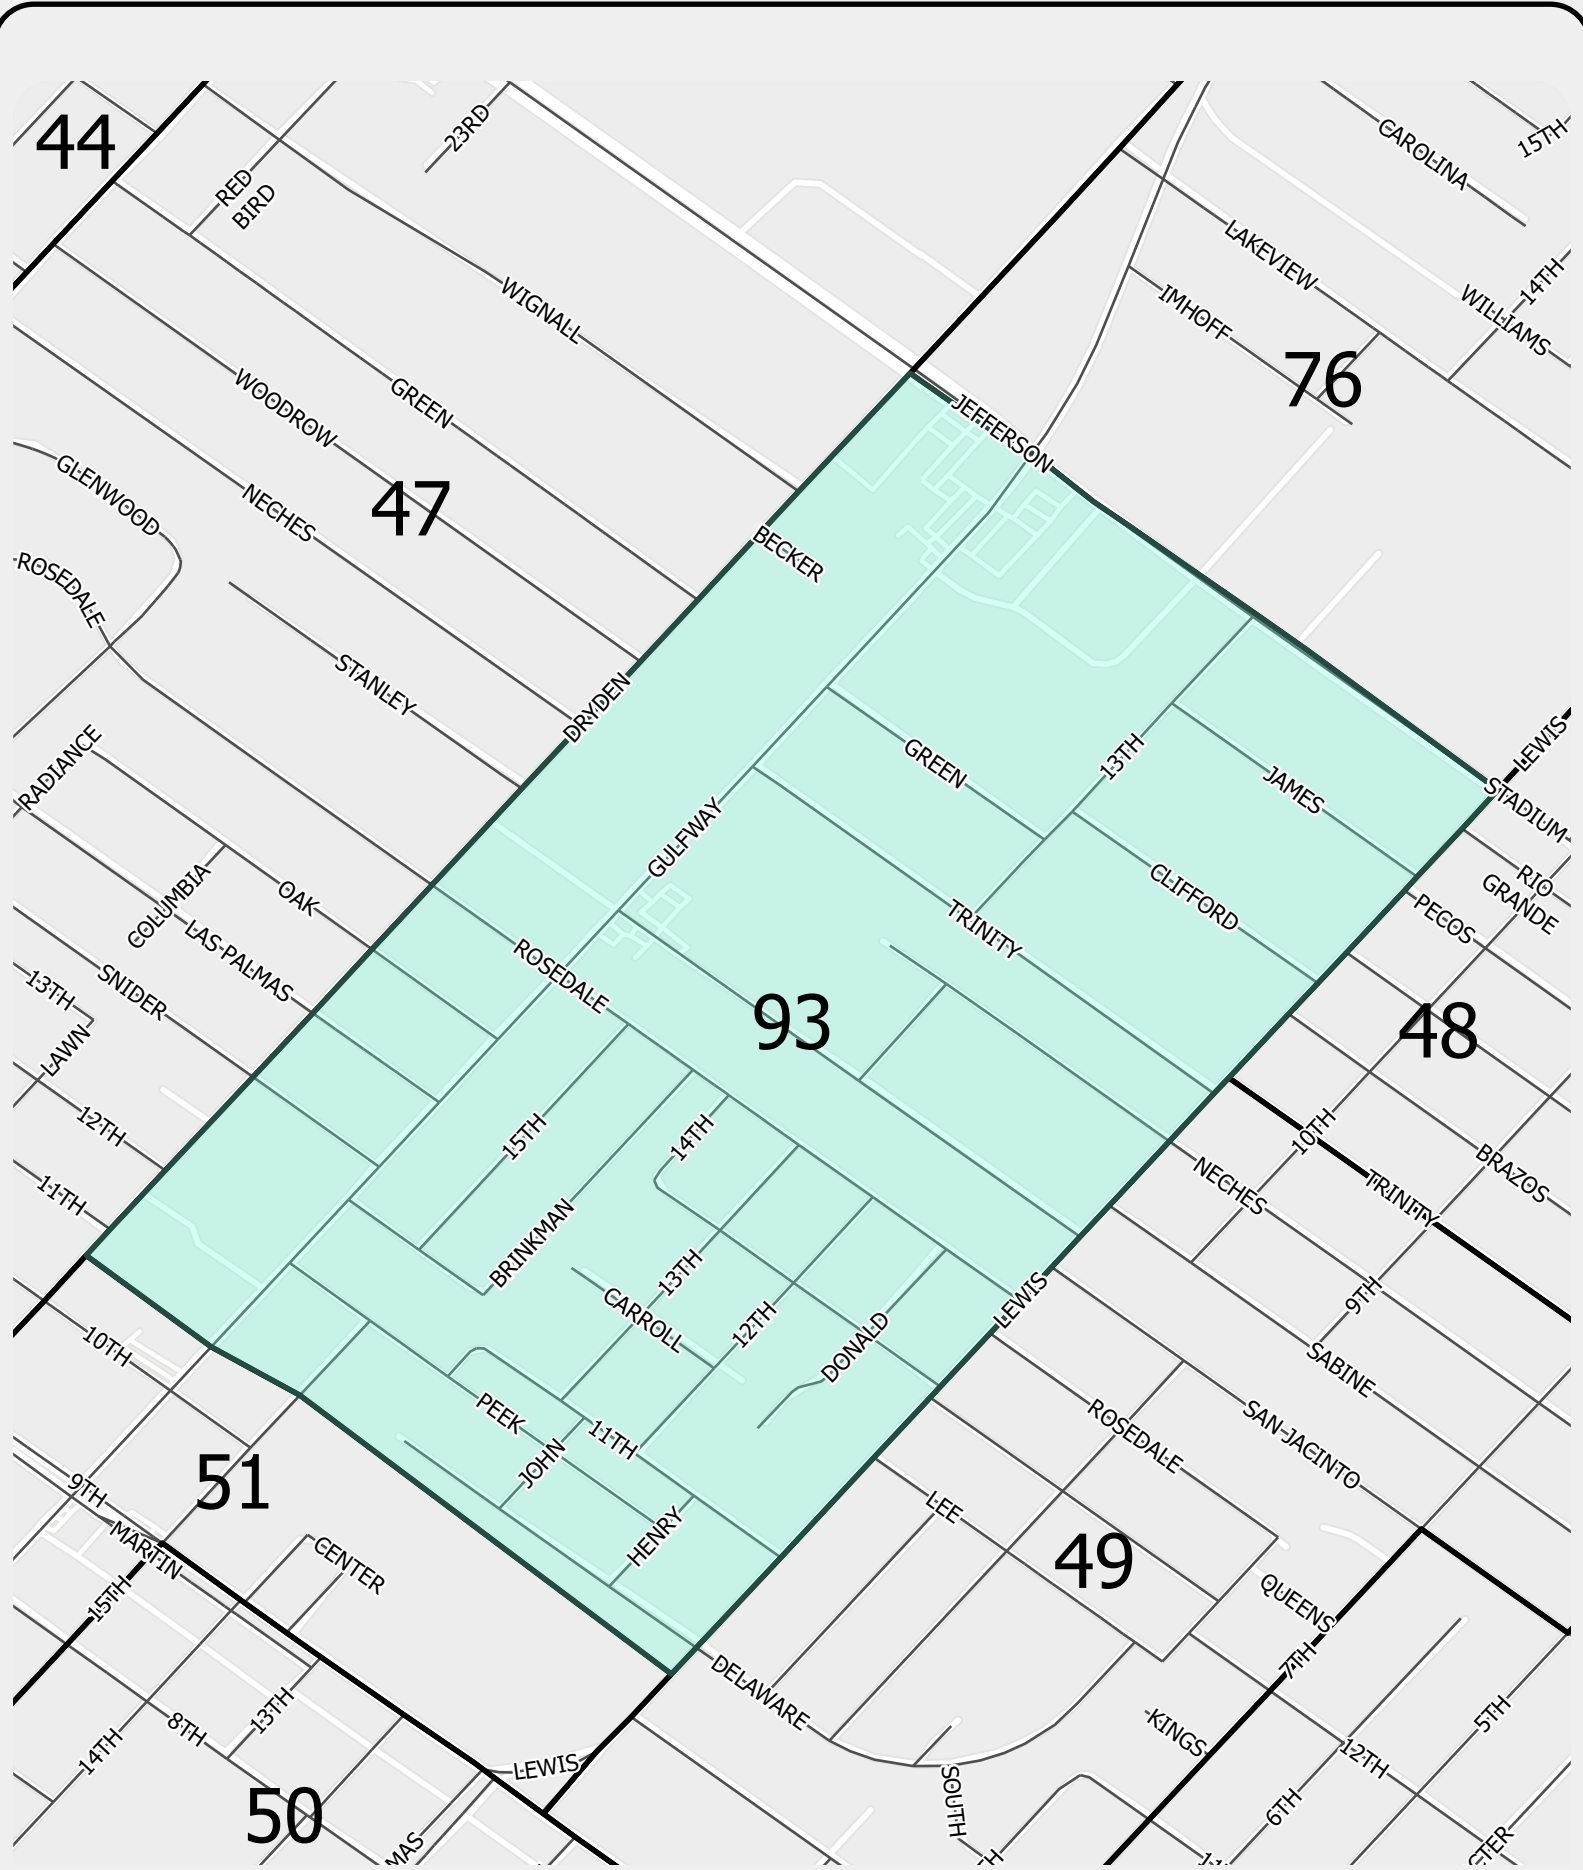 44
23RD
CAROLINA
15TH
RED
BIRD
LAKEVIEW
14TH
WIGNALL
IMHOFF
WILLIAMS
76
WOODROW
GREEN
JEFFERSON
GLENWOOD
NECHES
47
BECKER
ROSEDALE
STANLEY
DRYDEN
LEWIS
RADIANCE
GREEN
13TH
JAMES
STADIUM
GULFWAY
COLUMBIA
OAK
CLIFFORD
RIO
GRANDE
PECOS
LAS-PALMAS
TRINITY
13TH
SNIDER
ROSEDALE
93
48
LAWN
12TH
15TH
14TH
10TH
11TH
NECHES
TRINITY
BRAZOS
BRINKMAN
13TH
LEWIS
9TH
10TH
CARROLL
12TH
DONALD
SABINE
PEEK
11TH
ROSEDALE
SAN-JACINTO
51
JOHN
9TH
LEE
MARTIN
CENTER
HENRY
49
15TH
QUEENS
7TH
DELAWARE
14TH
8TH
13TH
KINGS
5TH
LEWIS
12TH
50
SOUTH
6TH
MAS
TER
H